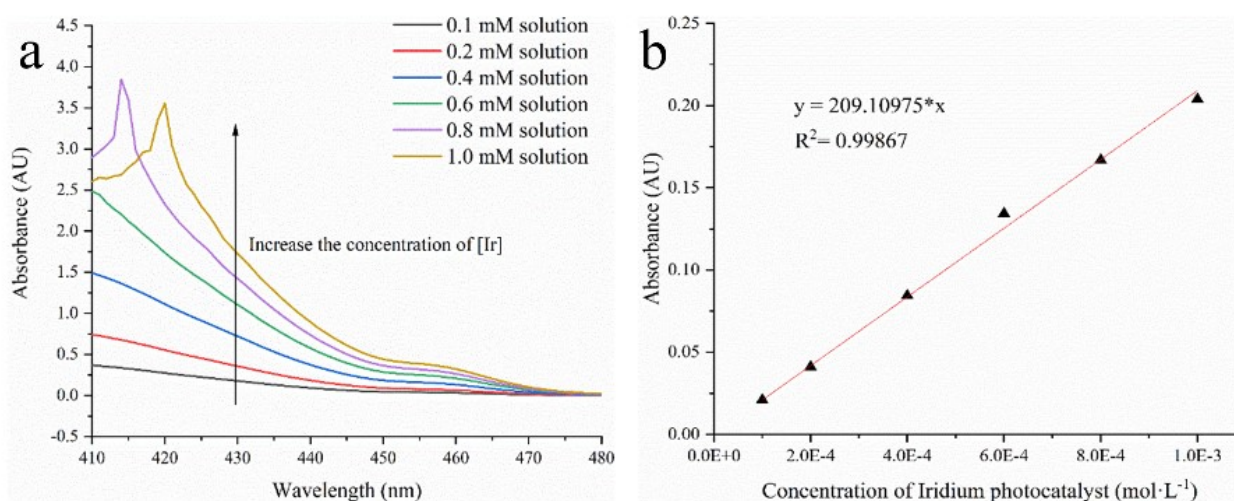 a
4.5
4.0
3.5
3.0
2.5
2.0
1.5
1.0
0.5
0.0
-0.5
Absorbance (AU)
0.1 mM solution
0.2 mM solution
0.4 mM solution
0.6 mM solution
0.8 mM solution
1.0 mM solution
Increase the concentration of [Ir]
410 420 430 440 450 460 470 480
Wavelength (nm)
b
0.25
0.20
0.15
0.10
0.05
0.00
Absorbance (AU)
y = 209.10975*x
R²= 0.99867
0.0E+0 2.0E-4 4.0E-4 6.0E-4 8.0E-4 1.0E-3
Concentration of Iridium photocatalyst (mol·L⁻¹)